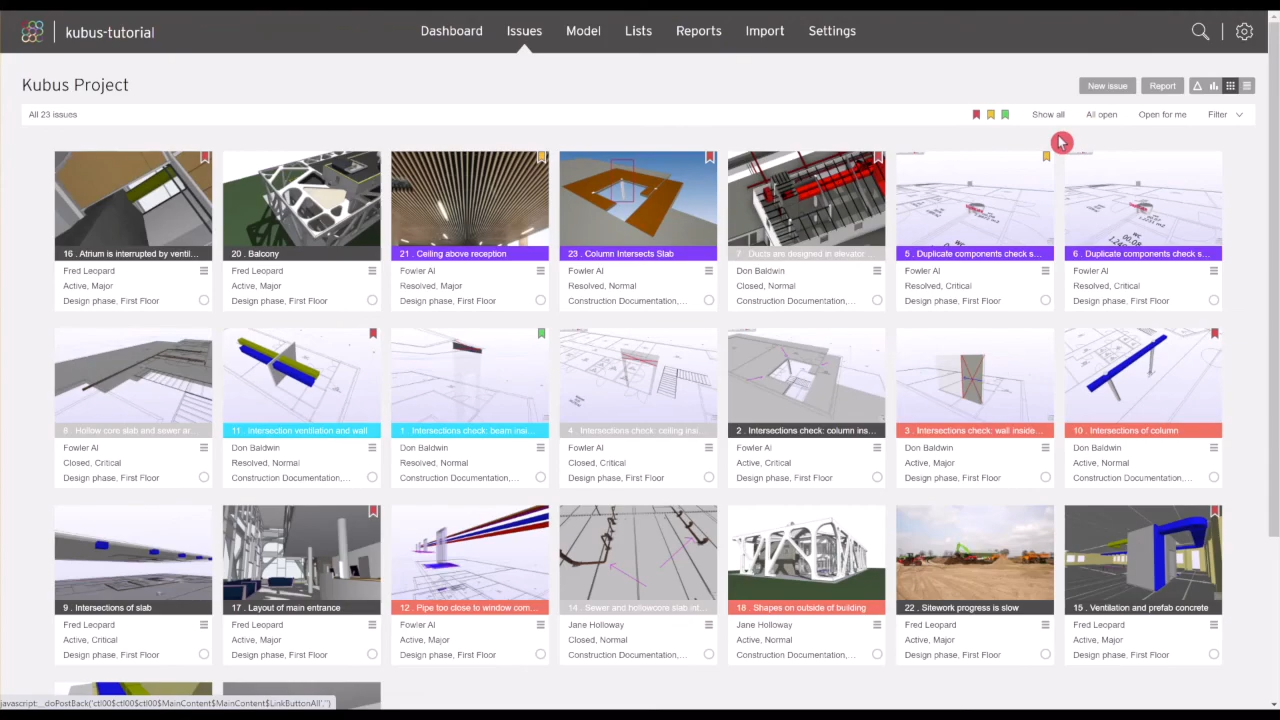 kubus-tutorial
Dashboard Issues Model Lists Reports Import Settings
Kubus Project
New issue Report
All 23 issues
Show all All open Open for me Filter
16 . Atrium is interrupted by ventil...
Fred Leopard
Active, Major
Design phase, First Floor
20 . Balcony
Fred Leopard
Active, Major
Design phase, First Floor
21 . Ceiling above reception
Fowler Al
Resolved, Major
Design phase, First Floor
23 . Column Intersects Slab
Fowler Al
Resolved, Normal
Construction Documentation,...
7 . Ducts are designed in elevator...
Don Baldwin
Closed, Normal
Construction Documentation,...
5 . Duplicate components check s...
Fowler Al
Resolved, Critical
Design phase, First Floor
6 . Duplicate components check s...
Fowler Al
Resolved, Critical
Design phase, First Floor
8 . Hollow core slab and sewer ar...
Fowler Al
Closed, Critical
Design phase, First Floor
11 . Intersection ventilation and wall
Don Baldwin
Resolved, Normal
Construction Documentation,...
1 . Intersections check: beam insi...
Don Baldwin
Resolved, Normal
Construction Documentation,...
4 . Intersections check: ceiling insi...
Fowler Al
Closed, Critical
Design phase, First Floor
2 . Intersections check: column ins...
Fowler Al
Active, Critical
Design phase, First Floor
3 . Intersections check: wall inside...
Don Baldwin
Active, Major
Design phase, First Floor
10 . Intersections of column
Don Baldwin
Active, Normal
Design phase, First Floor
9 . Intersections of slab
Fred Leopard
Active, Critical
Design phase, First Floor
17 . Layout of main entrance
Fred Leopard
Active, Major
Design phase, First Floor
12 . Pipe too close to window com...
Fowler Al
Active, Major
Design phase, First Floor
14 . Sewer and hollowcore slab int...
Jane Holloway
Closed, Normal
Construction Documentation,...
18 . Shapes on outside of building
Jane Holloway
Active, Normal
Construction Documentation,...
22 . Sitework progress is slow
Fred Leopard
Active, Major
Design phase, First Floor
15 . Ventilation and prefab concrete
Fred Leopard
Active, Major
Design phase, First Floor
javascript:__doPostBack('ctl00$ctl00$ctl00$MainContent$MainContent$LinkButtonAll','')